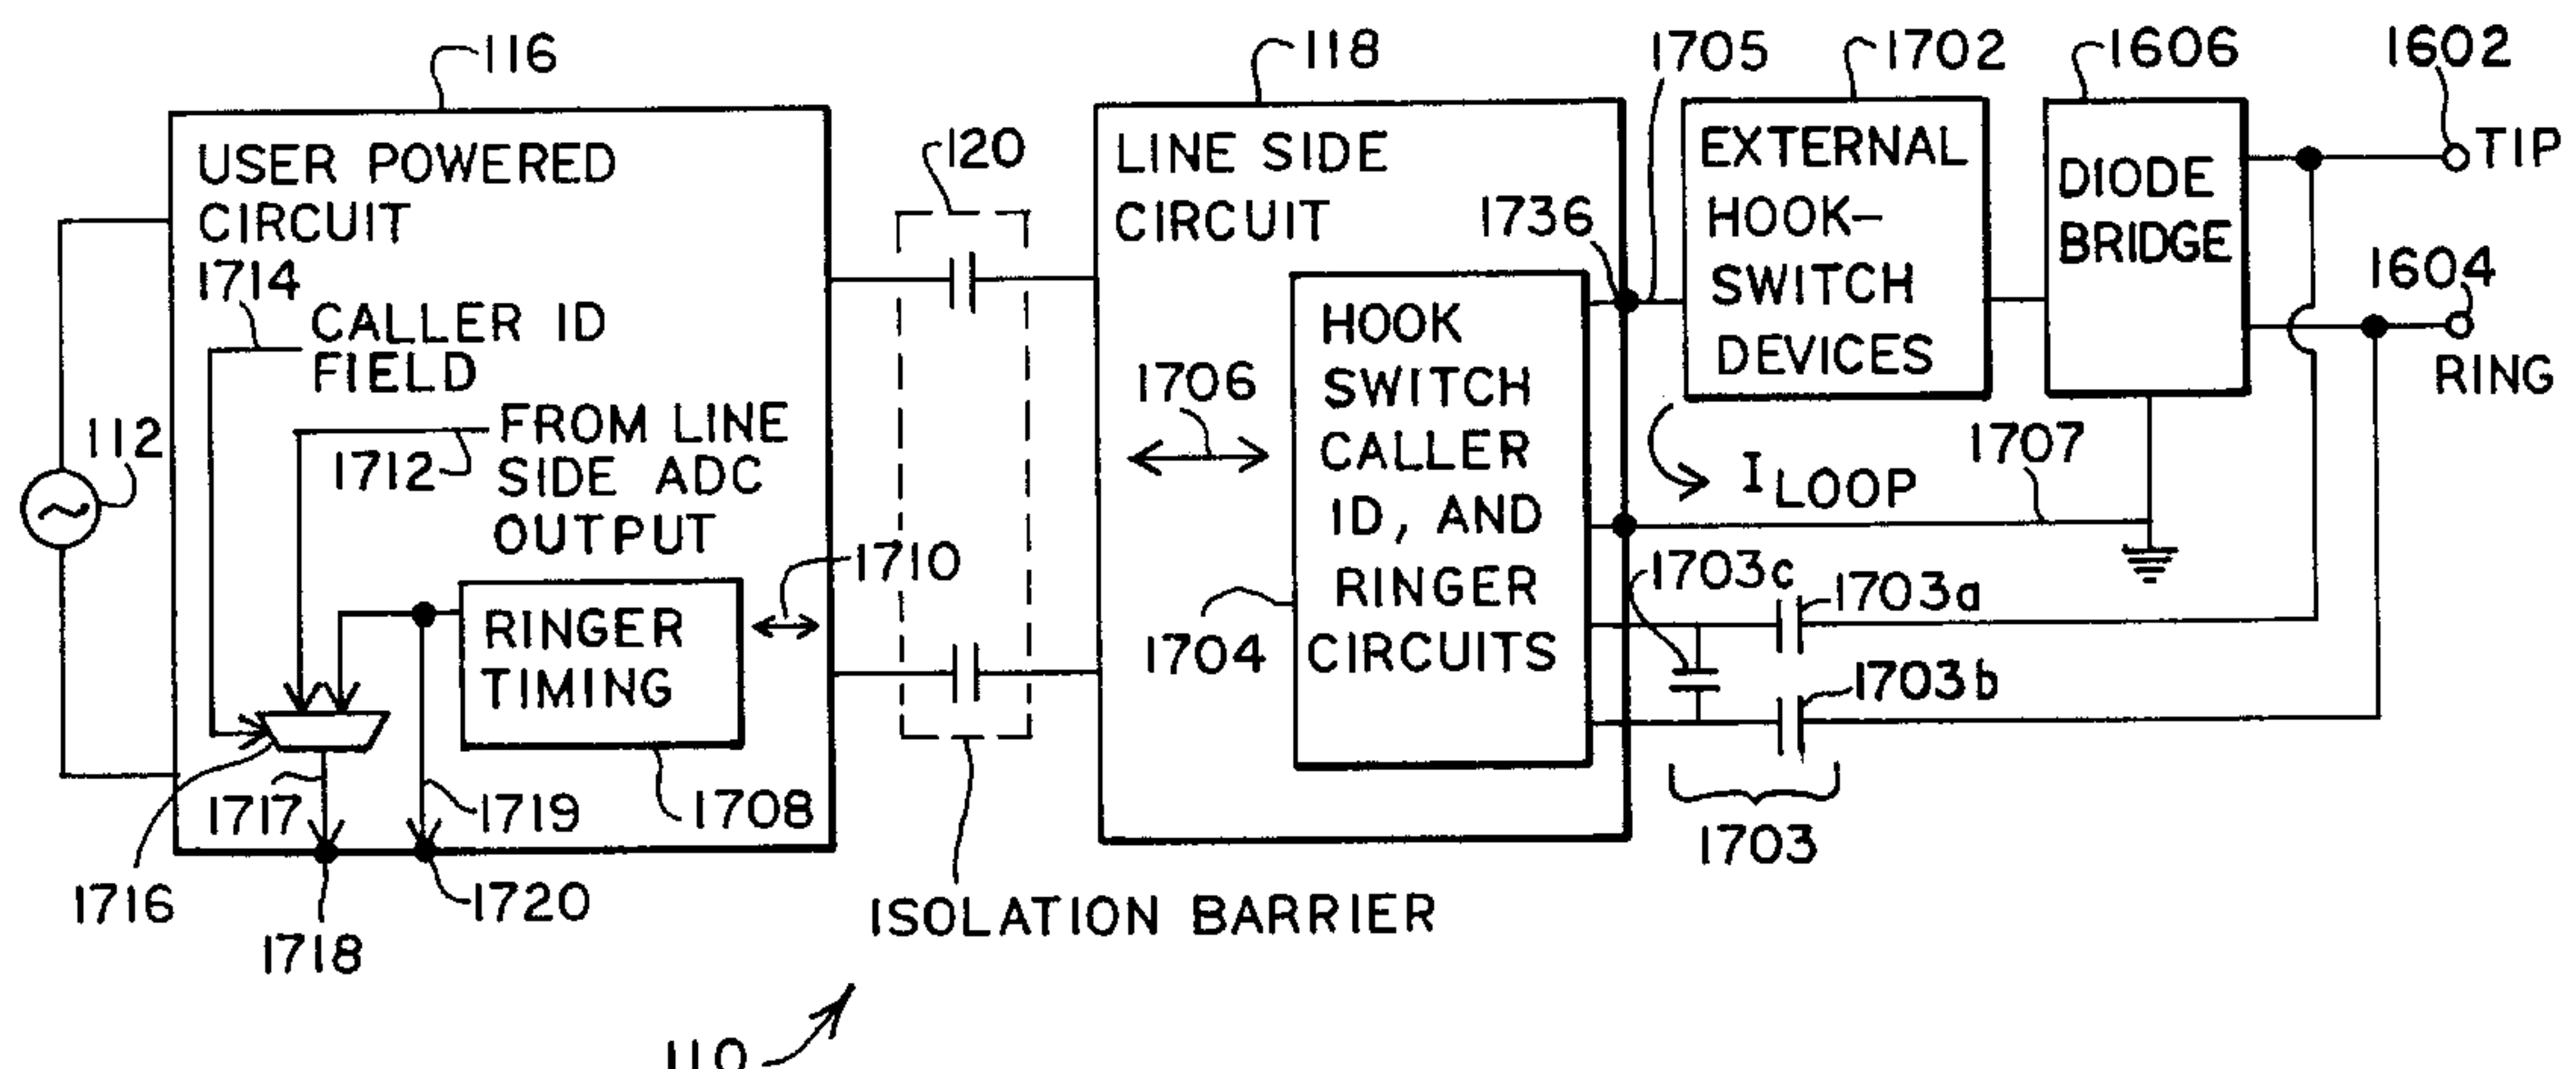 116
118
1705
1702
1606
1602
TIP
USER POWERED
CIRCUIT
120
LINE SIDE
CIRCUIT
1736
EXTERNAL
HOOK-
SWITCH
DEVICES
DIODE
BRIDGE
1604
RING
1714
CALLER ID
FIELD
112
FROM LINE
SIDE ADC
OUTPUT
1712
1710
1706
HOOK
SWITCH
CALLER
ID, AND
RINGER
CIRCUITS
I LOOP
1707
1703c
1703a
1703b
1704
RINGER
TIMING
1717
1719
1708
1703
1716
1718
1720
ISOLATION BARRIER
110